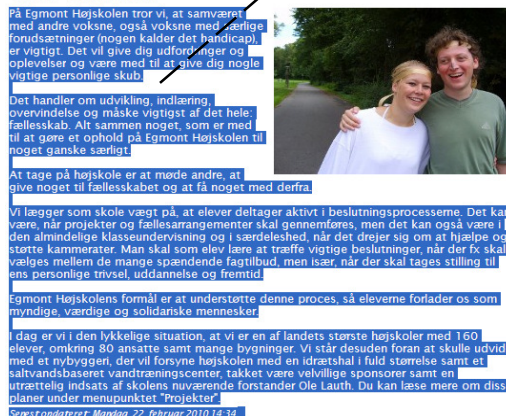 På Egmont Højskolen tror vi, at samværet
med andre voksne, også voksne med særlige
forudsætninger (nogen kalder det handicap),
er vigtigt. Det vil give dig udfordringer og
oplevelser og være med til at give dig nogle
vigtige personlige skub.
Det handler om udvikling, indlæring,
overvindelse og måske vigtigst af det hele:
fællesskab. Alt sammen noget, som er med
til at gøre et ophold på Egmont Højskolen til
noget ganske særligt.
At tage på højskole er at møde andre, at
give noget til fællesskabet og at få noget med derfra.
Vi lægger som skole vægt på, at elever deltager aktivt i beslutningsprocesserne. Det kan
være, når projekter og fællesarrangementer skal gennemføres, men det kan også være i
den almindelige klasseundervisning og i særdeleshed, når det drejer sig om at hjælpe og
støtte kammerater. Man skal som elev lære at træffe vigtige beslutninger, når der fx skal
vælges mellem de mange spændende fagtilbud, men især, når der skal tages stilling til
ens personlige trivsel, uddannelse og fremtid.
Egmont Højskolens formål er at understøtte denne proces, så eleverne forlader os som
myndige, værdige og solidariske mennesker.
I dag er vi i den lykkelige situation, at vi er en af landets største højskoler med 160
elever, omkring 80 ansatte samt mange bygninger. Vi står desuden foran at skulle udvid
med et nybyggeri, der vil forsyne højskolen med en idrætshal i fuld størrelse samt et
saltvandsbaseret vandtræningscenter, takket være velvillige sponsorer samt en
utrættelig indsats af skolens nuværende forstander Ole Lauth. Du kan læse mere om diss
planer under menupunktet "Projekter".
Senest opdateret: Mandag, 22. februar 2010 14:34